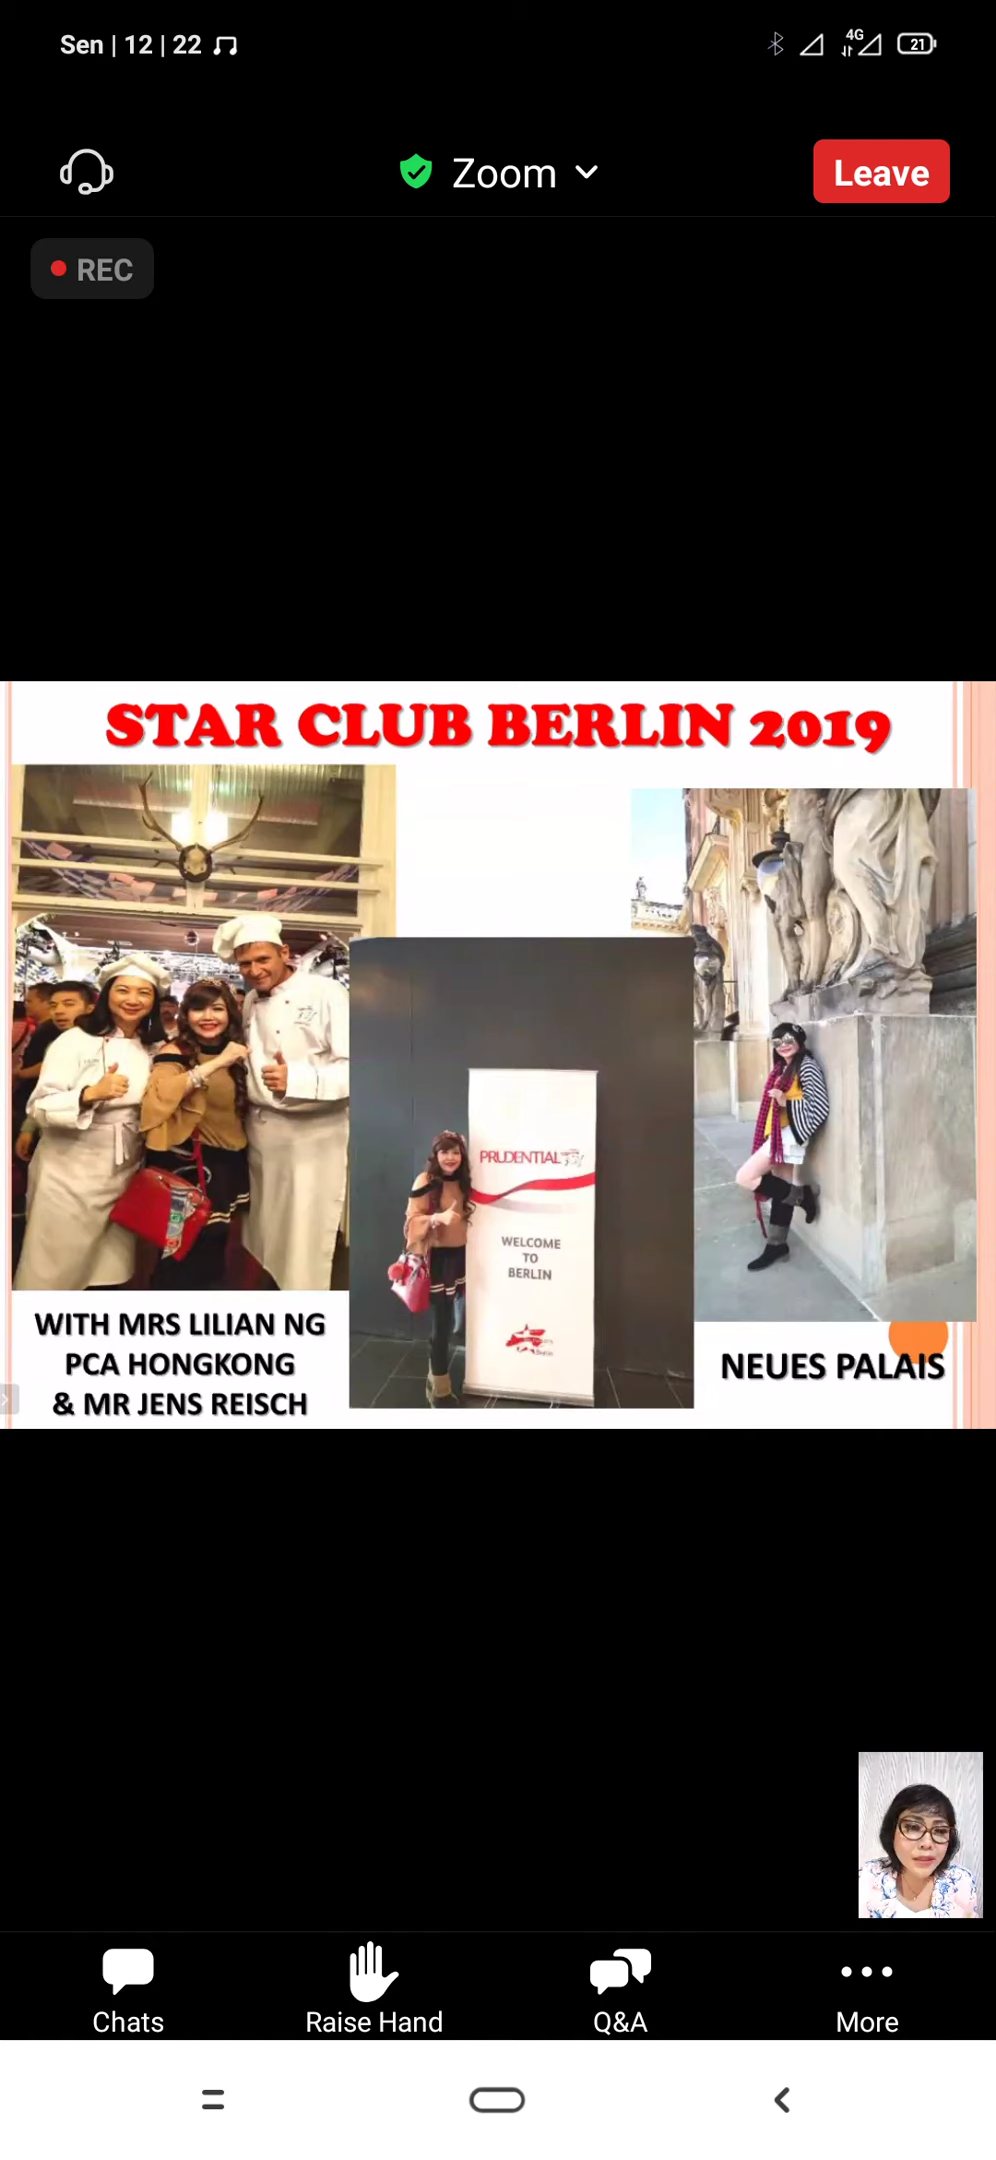 Sen | 12 | 22
4G
21
Zoom
Leave
REC
STAR CLUB BERLIN 2019
PRUDENTIAL
WELCOME
TO
BERLIN
Berlin
WITH MRS LILIAN NG
PCA HONGKONG
& MR JENS REISCH
NEUES PALAIS
Chats
Raise Hand
Q&A
More